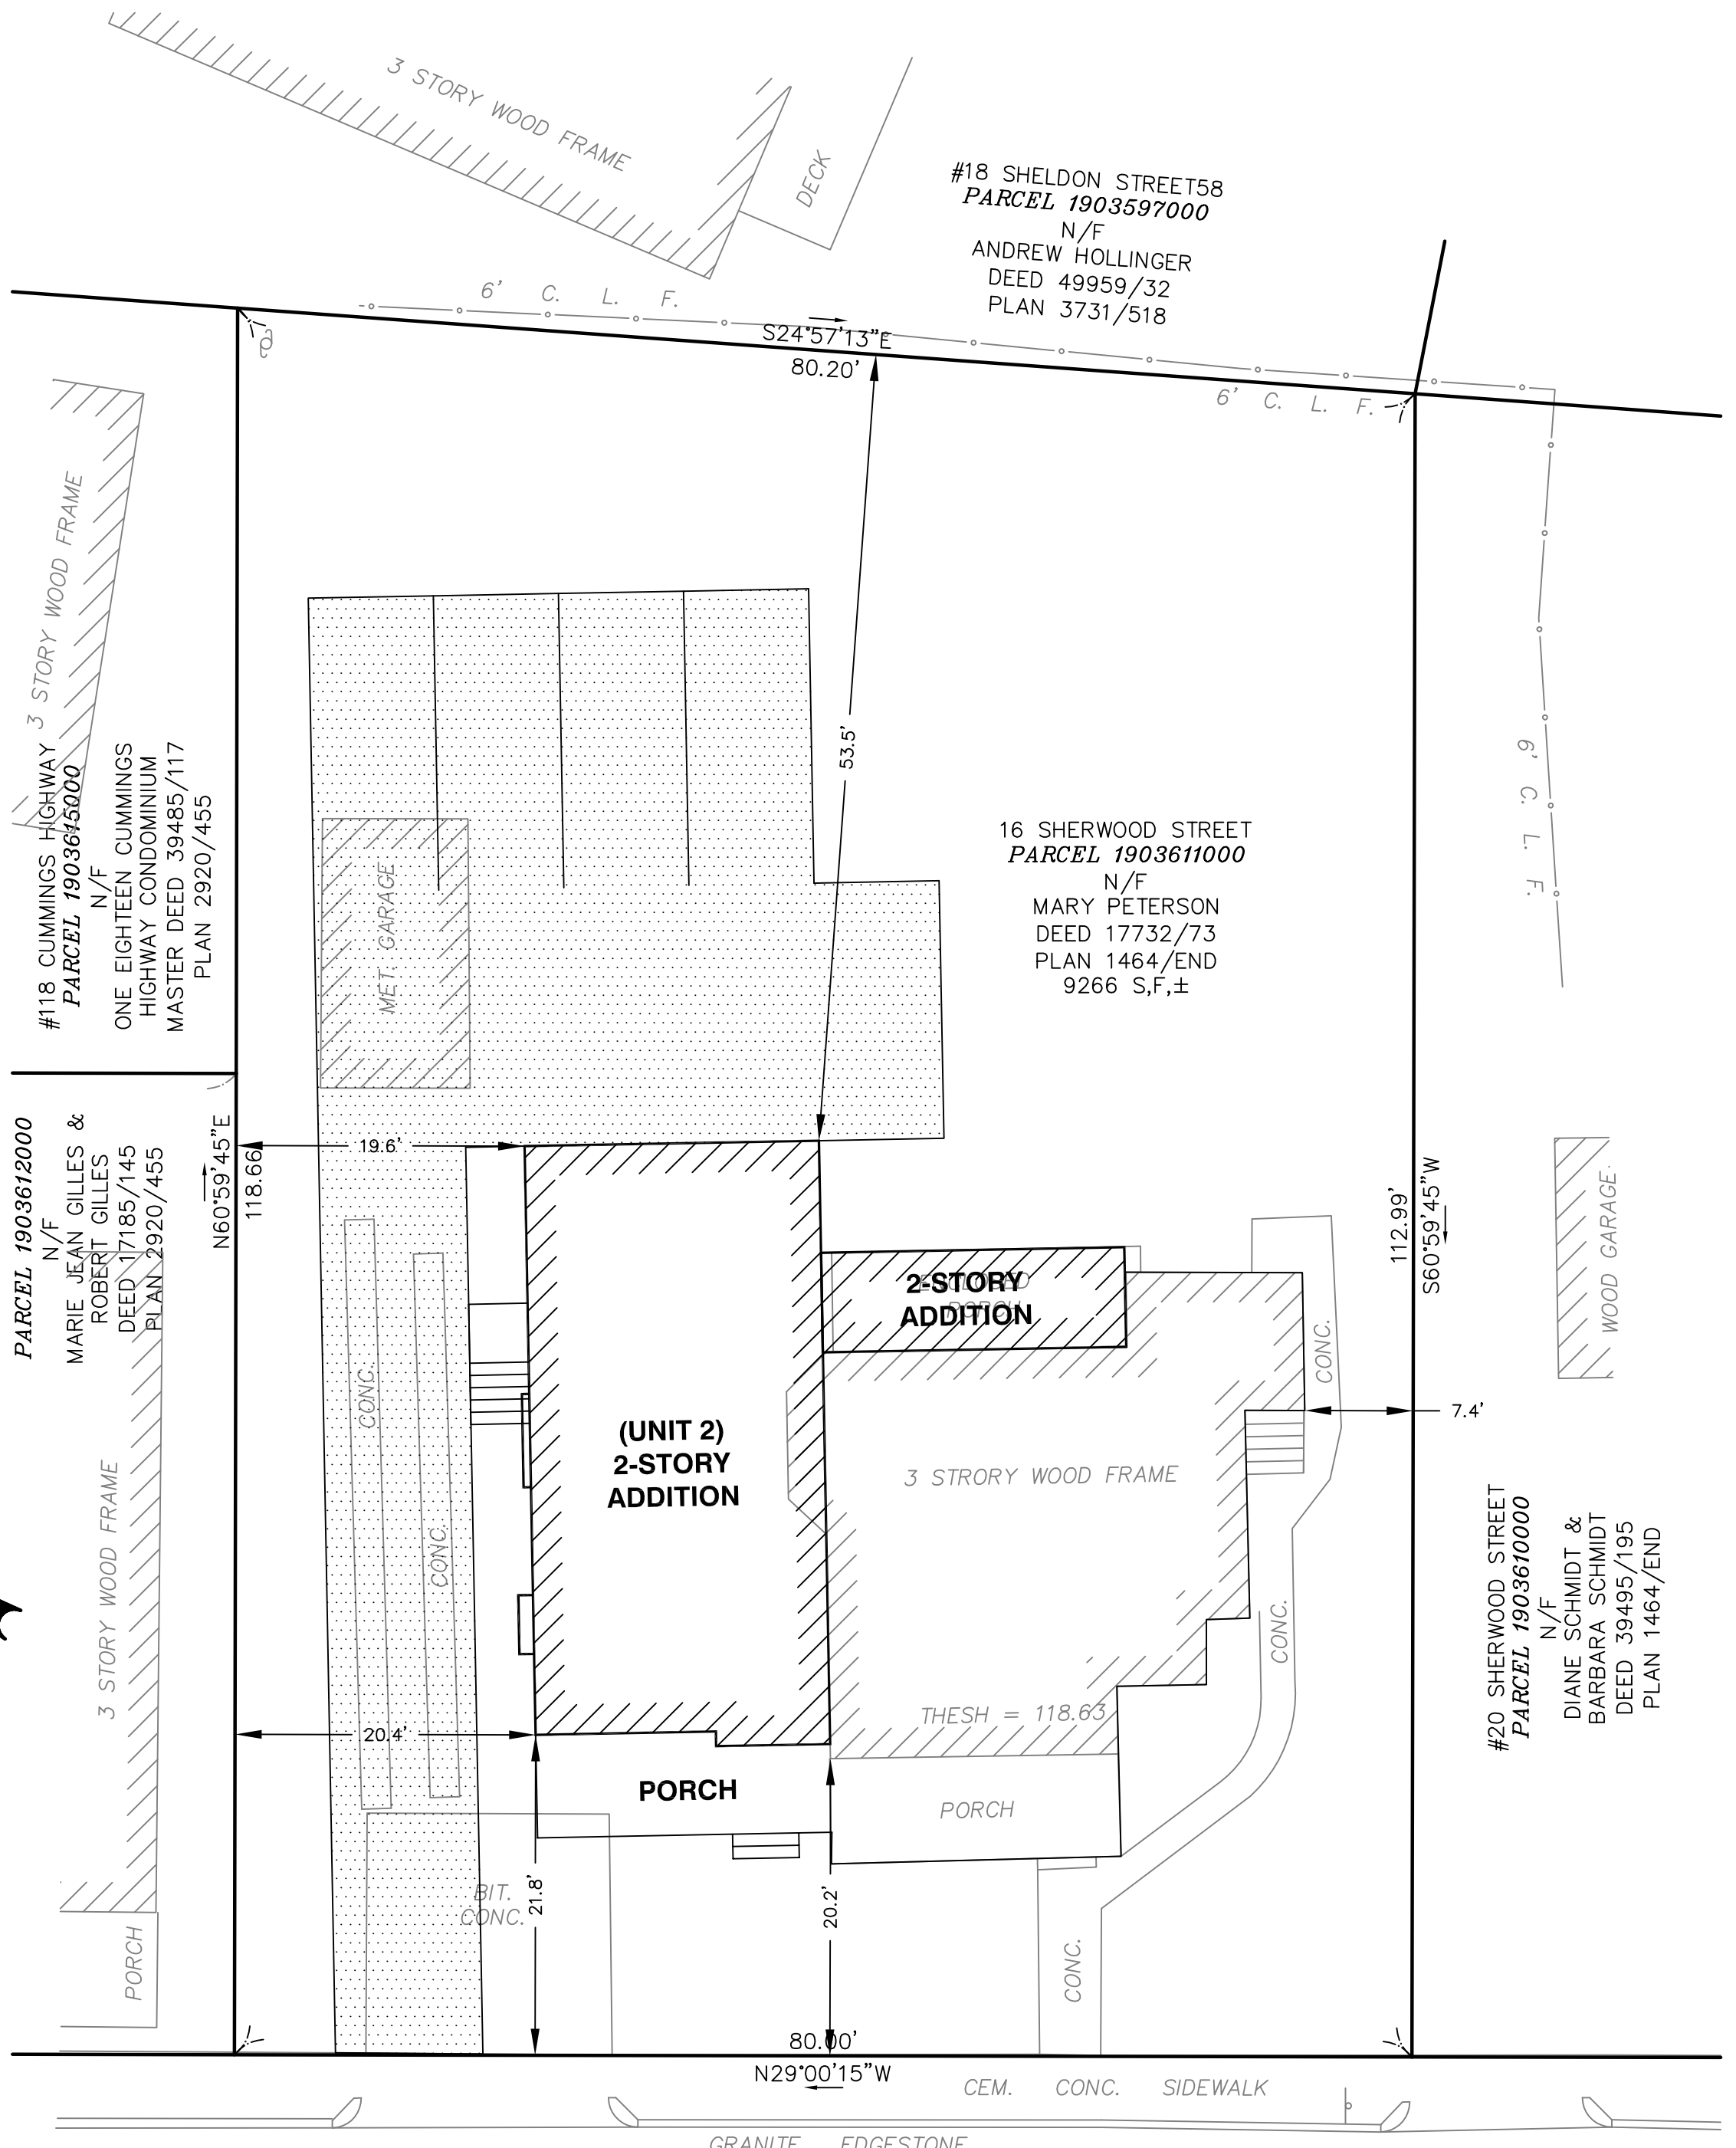 3 STORY WOOD FRAME
DECK
#18 SHELDON STREET58
PARCEL 1903597000
N/F
ANDREW HOLLINGER
DEED 49959/32
PLAN 3731/518
6' C. L. F.
S24°57'13"E
80.20'
6' C. L. F.
3 STORY WOOD FRAME
53.5'
6' C. L. F.
#118 CUMMINGS HIGHWAY
PARCEL 1903615000
N/F
ONE EIGHTEEN CUMMINGS
HIGHWAY CONDOMINIUM
MASTER DEED 39485/117
PLAN 2920/455
MET. GARAGE
16 SHERWOOD STREET
PARCEL 1903611000
N/F
MARY PETERSON
DEED 17732/73
PLAN 1464/END
9266 S,F,±
PARCEL 1903612000
N/F
MARIE JEAN GILLES &
ROBERT GILLES
DEED 17185/145
PLAN 2920/455
N60°59'45"E
118.66'
19.6'
112.99'
S60°59'45"W
WOOD GARAGE
ENCLOSED
PORCH
2-STORY
ADDITION
CONC.
CONC.
CONC.
7.4'
(UNIT 2)
2-STORY
ADDITION
3 STRORY WOOD FRAME
3 STORY WOOD FRAME
CONC.
#20 SHERWOOD STREET
PARCEL 1903610000
N/F
DIANE SCHMIDT &
BARBARA SCHMIDT
DEED 39495/195
PLAN 1464/END
THESH = 118.63
20.4'
PORCH
PORCH
21.8'
20.2'
BIT.
CONC.
PORCH
CONC.
80.00'
N29°00'15"W
CEM. CONC. SIDEWALK
GRANITE EDGESTONE